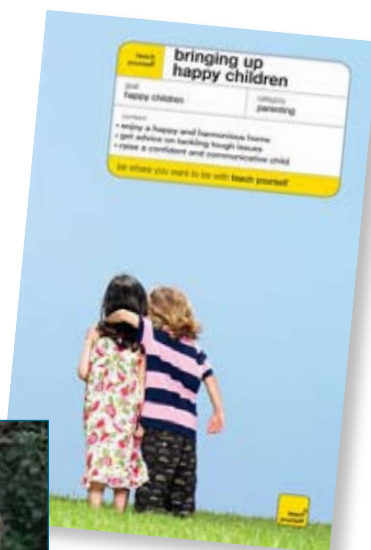 teach
yourself
bringing up
happy children
goal
happy children
category
parenting
content
• enjoy a happy and harmonious home
• get advice on tackling tough issues
• raise a confident and communicative child
be where you want to be with teach yourself
teach
yourself